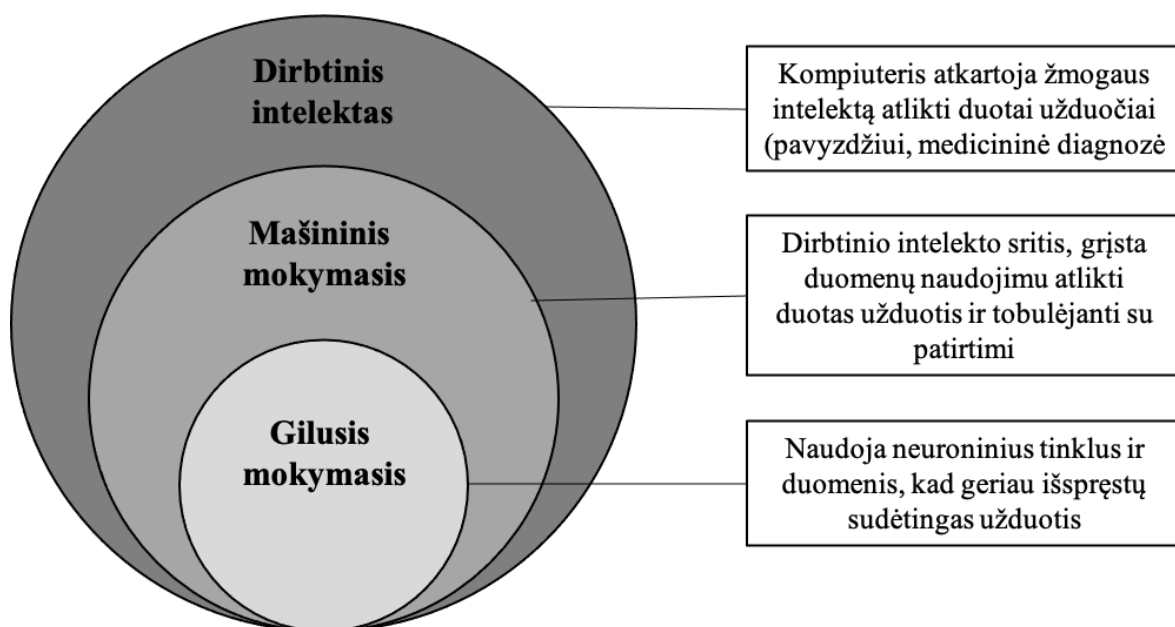 Dirbtinis
intelektas
Kompiuteris atkartoja žmogaus
intelektą atlikti duotai užduočiai
(pavyzdžiui, medicininė diagnozė
Mašininis
mokymasis
Dirbtinio intelekto sritis, grįsta
duomenų naudojimu atlikti
duotas užduotis ir tobulėjanti su
patirtimi
Gilusis
mokymasis
Naudoja neuroninius tinklus ir
duomenis, kad geriau išspręstų
sudėtingas užduotis